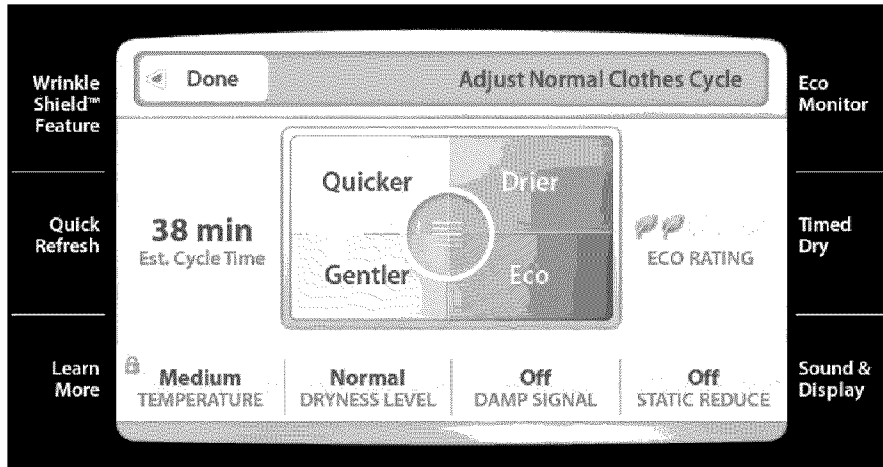 Wrinkle
Shield™
Feature
Quick
Refresh
Learn
More
Done
Adjust Normal Clothes Cycle
38 min
Est. Cycle Time
Quicker
Drier
Gentler
Eco
ECO RATING
Medium
TEMPERATURE
Normal
DRYNESS LEVEL
Off
DAMP SIGNAL
Off
STATIC REDUCE
Eco
Monitor
Timed
Dry
Sound &
Display